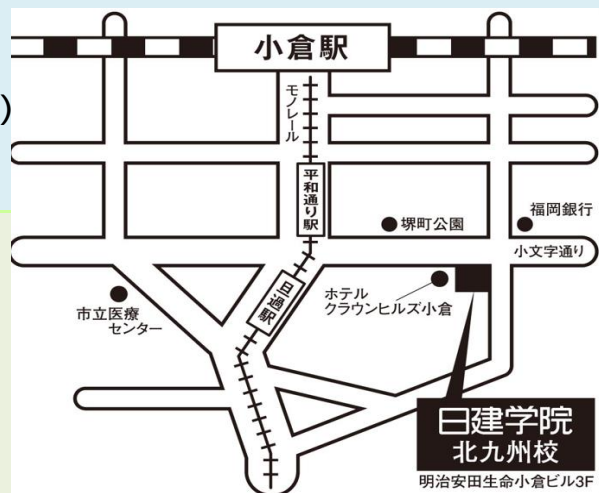 小倉駅
)
モノレール
平和通り駅
福岡銀行
堺町公園
小文字通り
旦過駅
ホテル
クラウンヒルズ小倉
市立医療
センター
日建学院
北九州校
明治安田生命小倉ビル3F